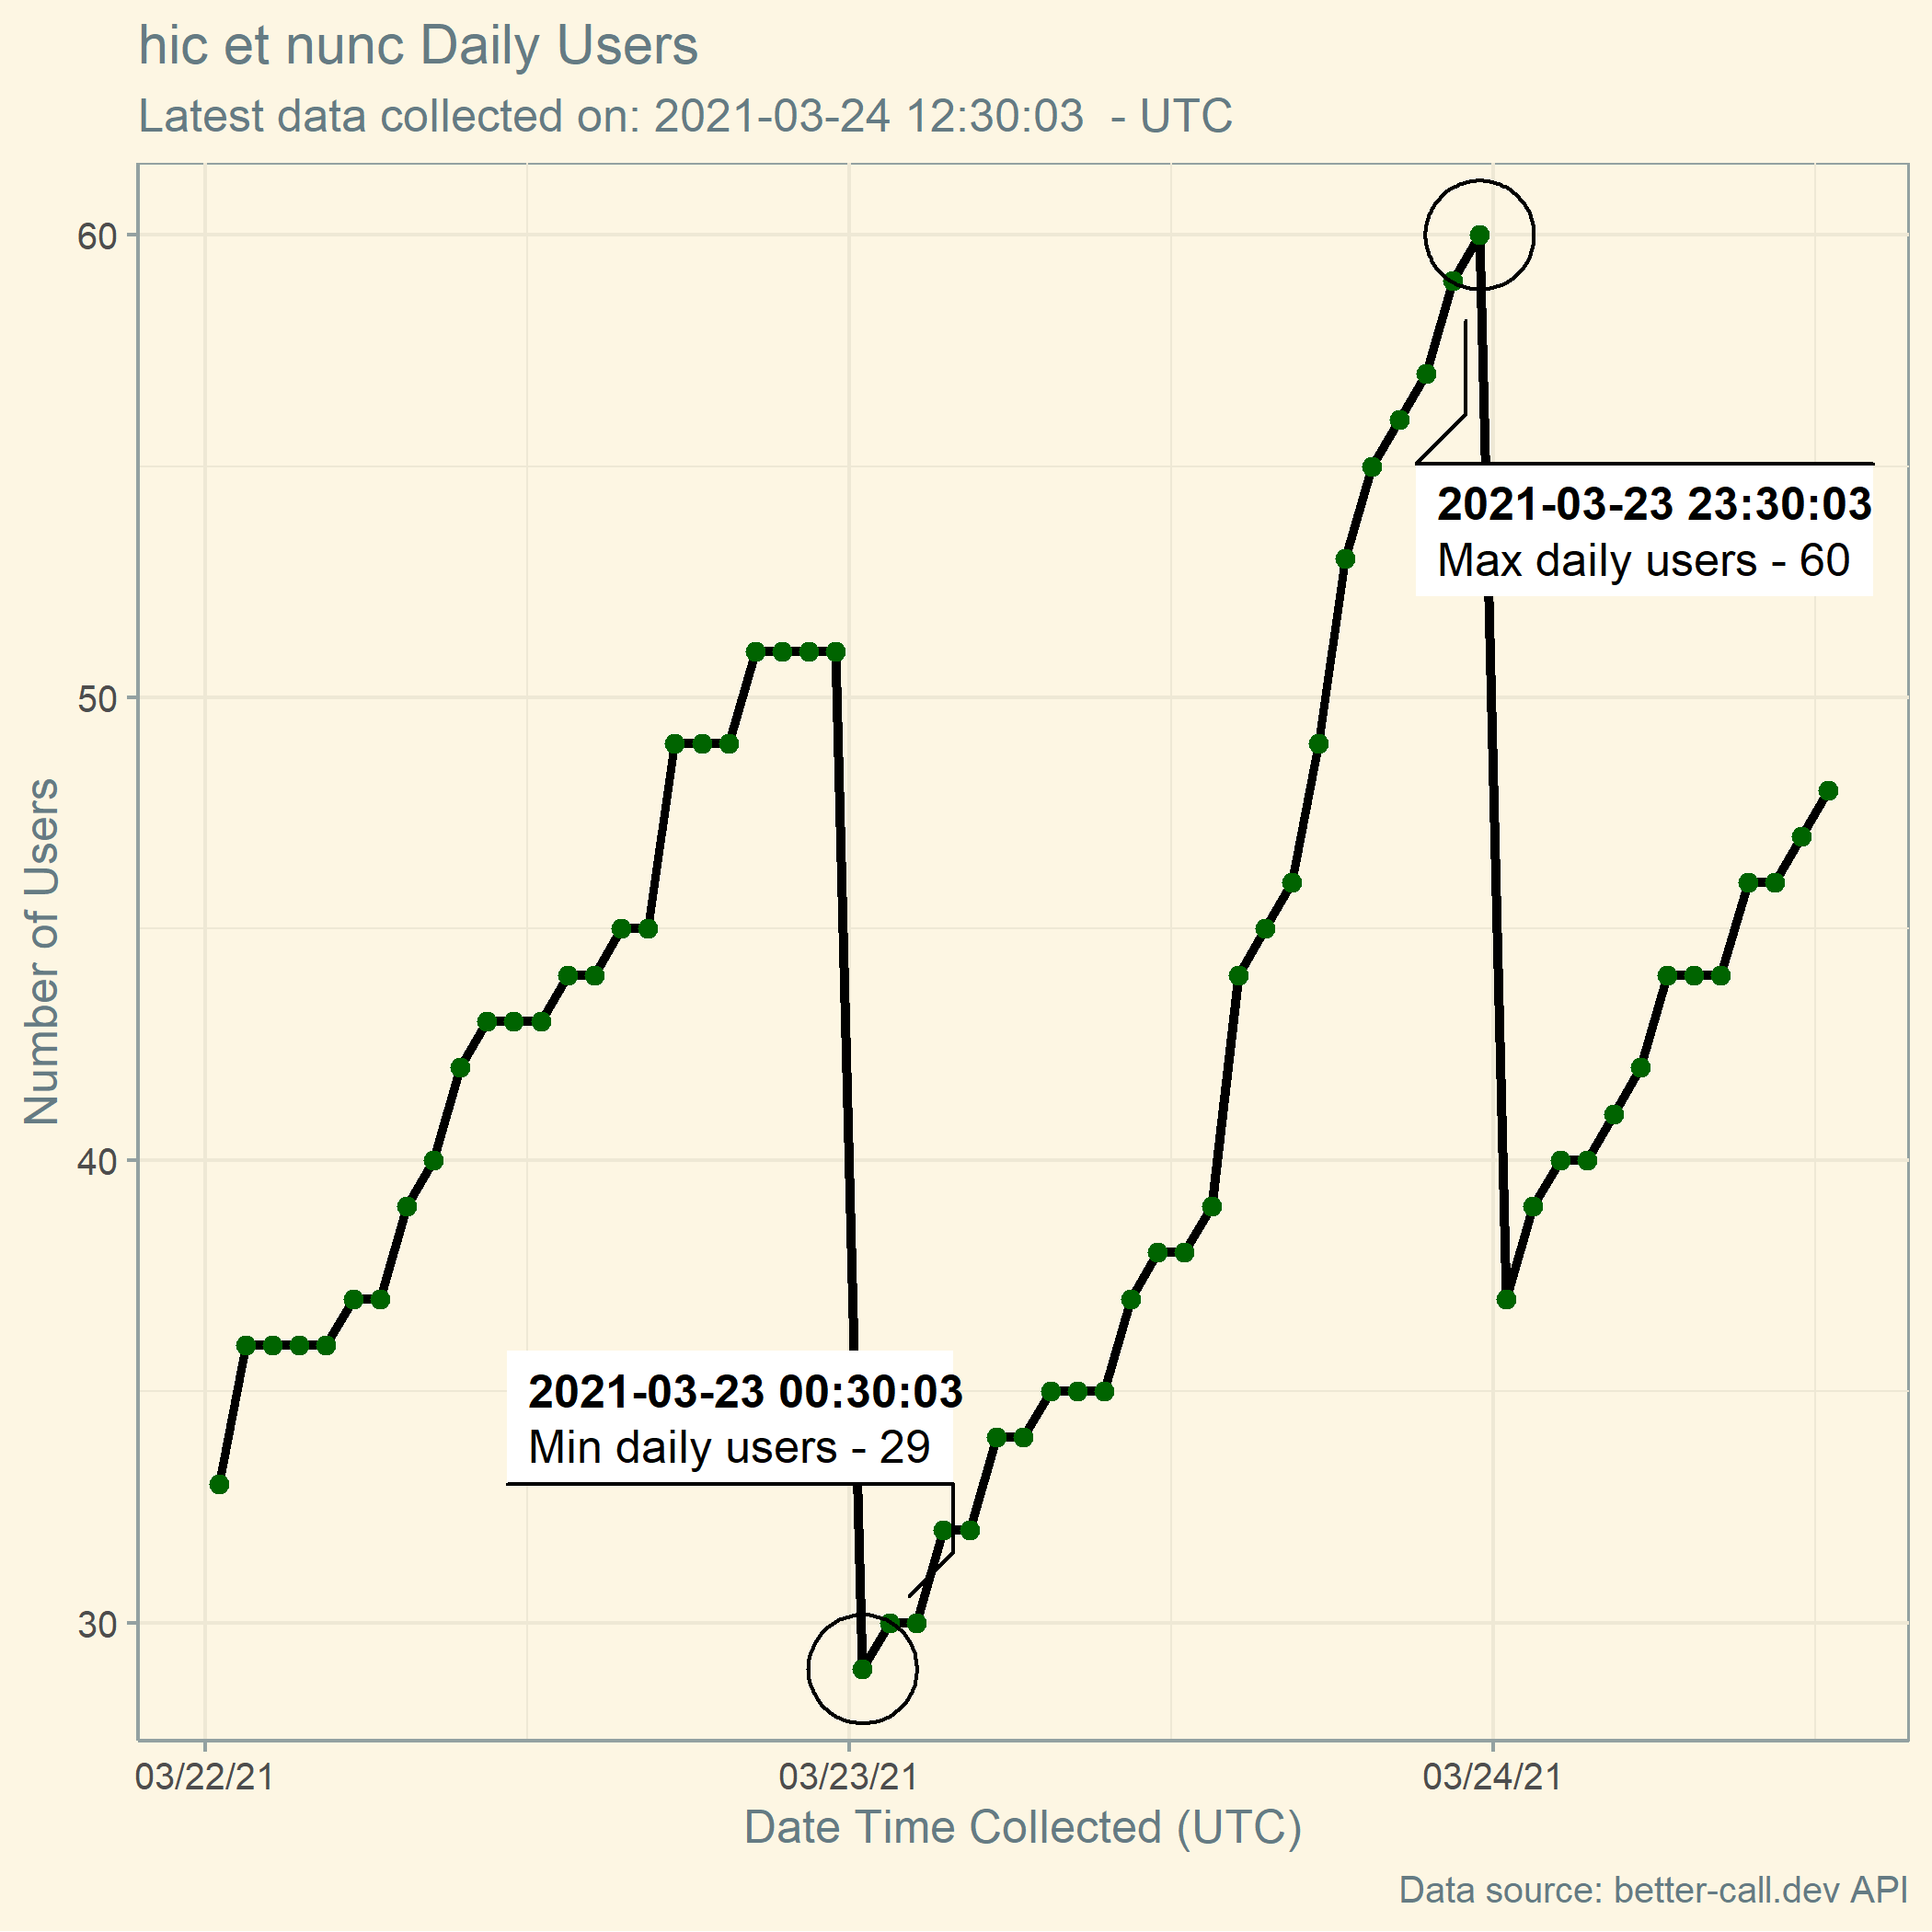 hic et nunc Daily Users
Latest data collected on: 2021-03-24 12:30:03  - UTC
60
50
40
30
Number of Users
2021-03-23 23:30:03
Max daily users - 60
2021-03-23 00:30:03
Min daily users - 29
03/22/21
03/23/21
03/24/21
Date Time Collected (UTC)
Data source: better-call.dev API